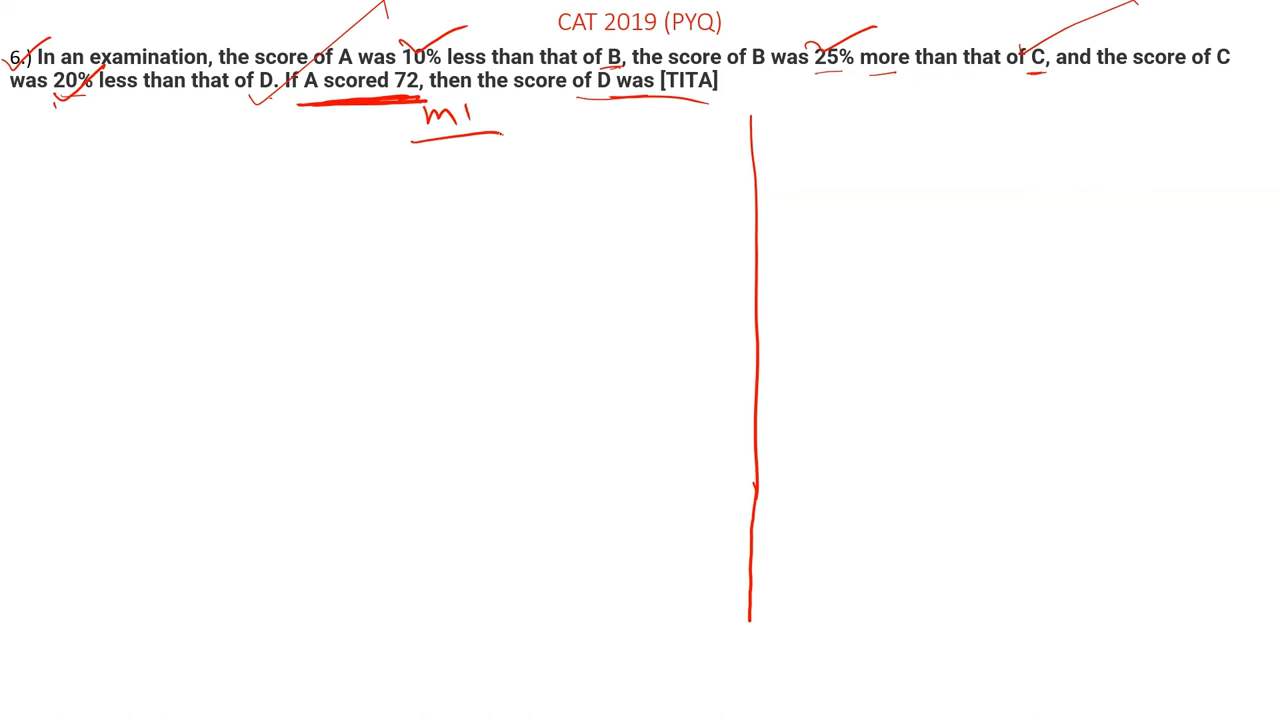 CAT 2019 (PYQ)
6.) In an examination, the score of A was 10% less than that of B, the score of B was 25% more than that of C, and the score of C
was 20% less than that of D. If A scored 72, then the score of D was [TITA]
m1